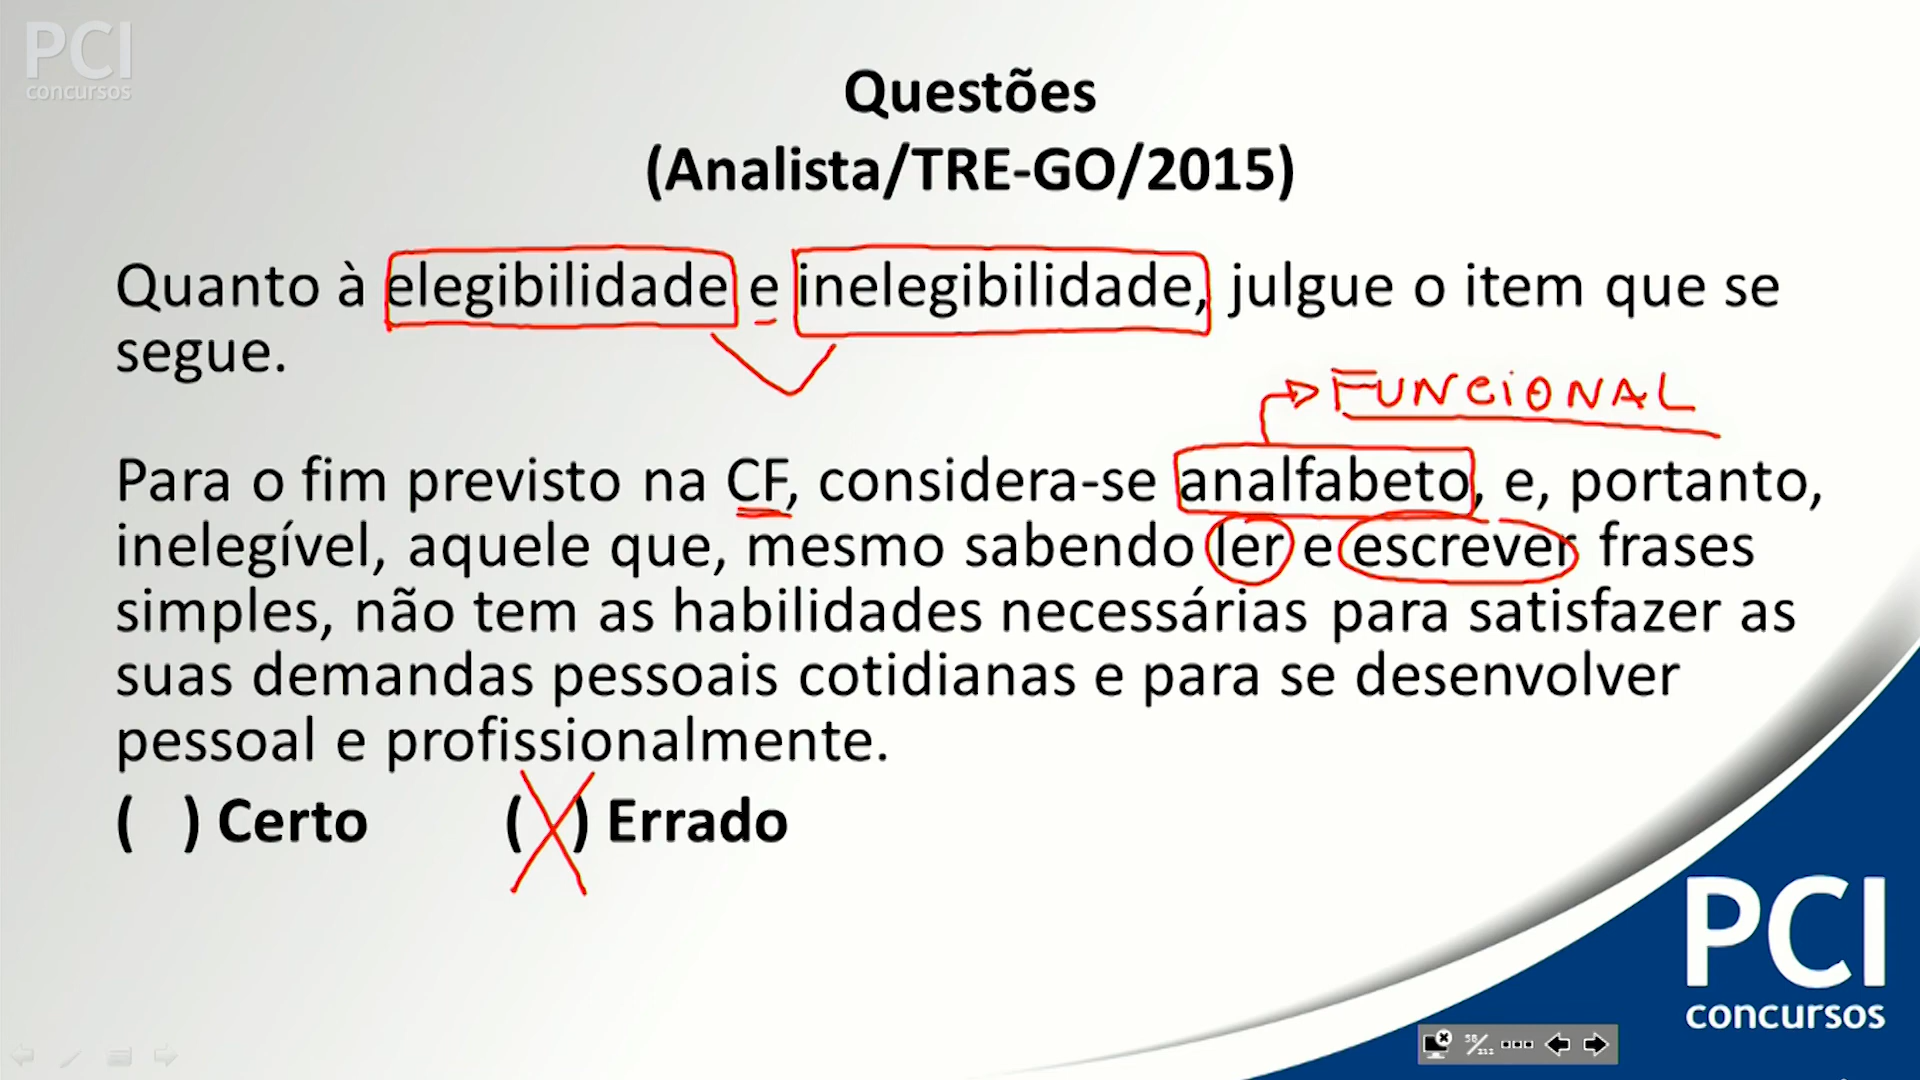 PCI
concursos
Questões
(Analista/TRE-GO/2015)
Quanto à elegibilidade e inelegibilidade, julgue o item que se
segue.
FUNCIONAL
Para o fim previsto na CF, considera-se analfabeto, e, portanto,
inelegível, aquele que, mesmo sabendo ler e escrever frases
simples, não tem as habilidades necessárias para satisfazer as
suas demandas pessoais cotidianas e para se desenvolver
pessoal e profissionalmente.
( ) Certo (X) Errado
PCI
concursos